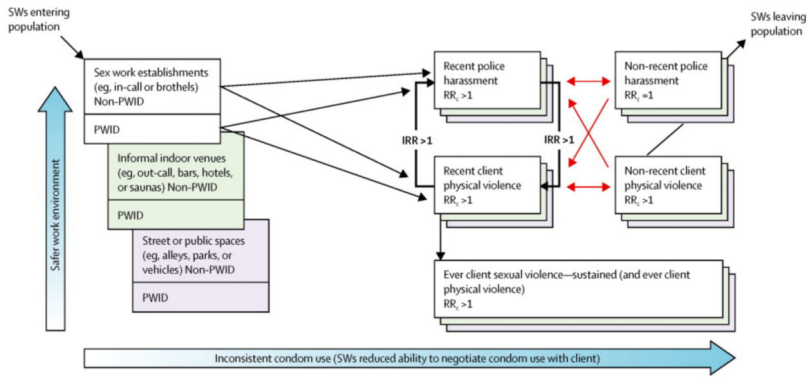 SWs entering
population
SWs leaving
population
Sex work establishments
(eg, in-call or brothels)
Non-PWID
PWID
Informal indoor venues
(eg, out-call, bars, hotels,
or saunas) Non-PWID
PWID
Street or public spaces
(eg, alleys, parks, or
vehicles) Non-PWID
PWID
Safer work environment
Recent police
harassment
RRc >1
Non-recent police
harassment
RRc =1
IRR >1
IRR >1
Recent client
physical violence
RRc >1
Non-recent client
physical violence
RRc >1
Ever client sexual violence—sustained (and ever client
physical violence)
RRc >1
Inconsistent condom use (SWs reduced ability to negotiate condom use with client)